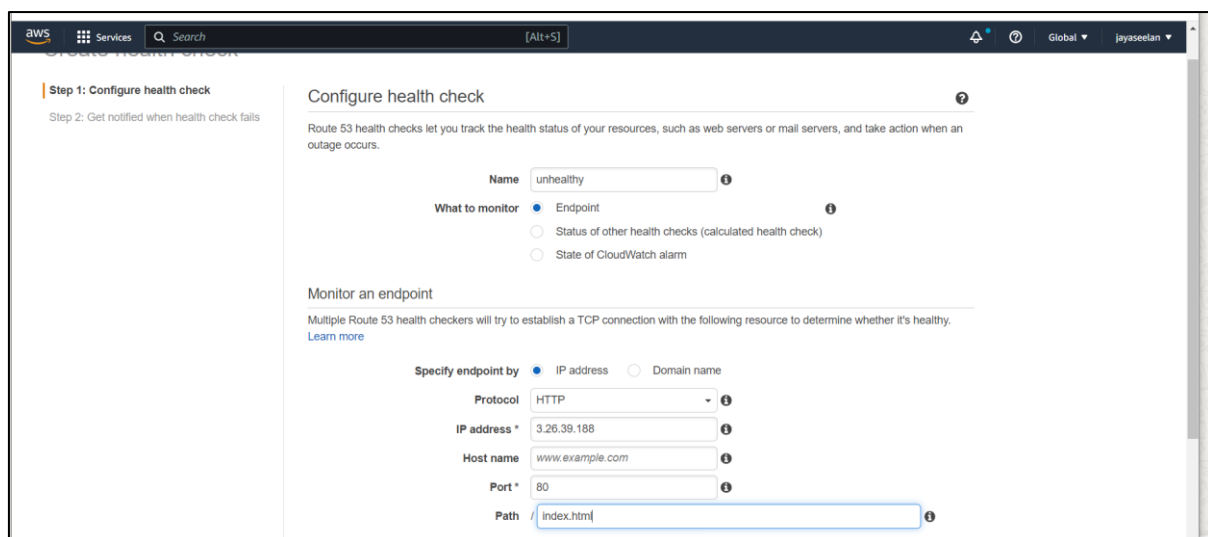 aws Services Search [Alt+S] Global jayaseelan
Create health check
Step 1: Configure health check
Step 2: Get notified when health check fails
Configure health check
Route 53 health checks let you track the health status of your resources, such as web servers or mail servers, and take action when an
outage occurs.
Name unhealthy
What to monitor Endpoint
Status of other health checks (calculated health check)
State of CloudWatch alarm
Monitor an endpoint
Multiple Route 53 health checkers will try to establish a TCP connection with the following resource to determine whether it's healthy.
Learn more
Specify endpoint by IP address Domain name
Protocol HTTP
IP address * 3.26.39.188
Host name www.example.com
Port * 80
Path / index.html